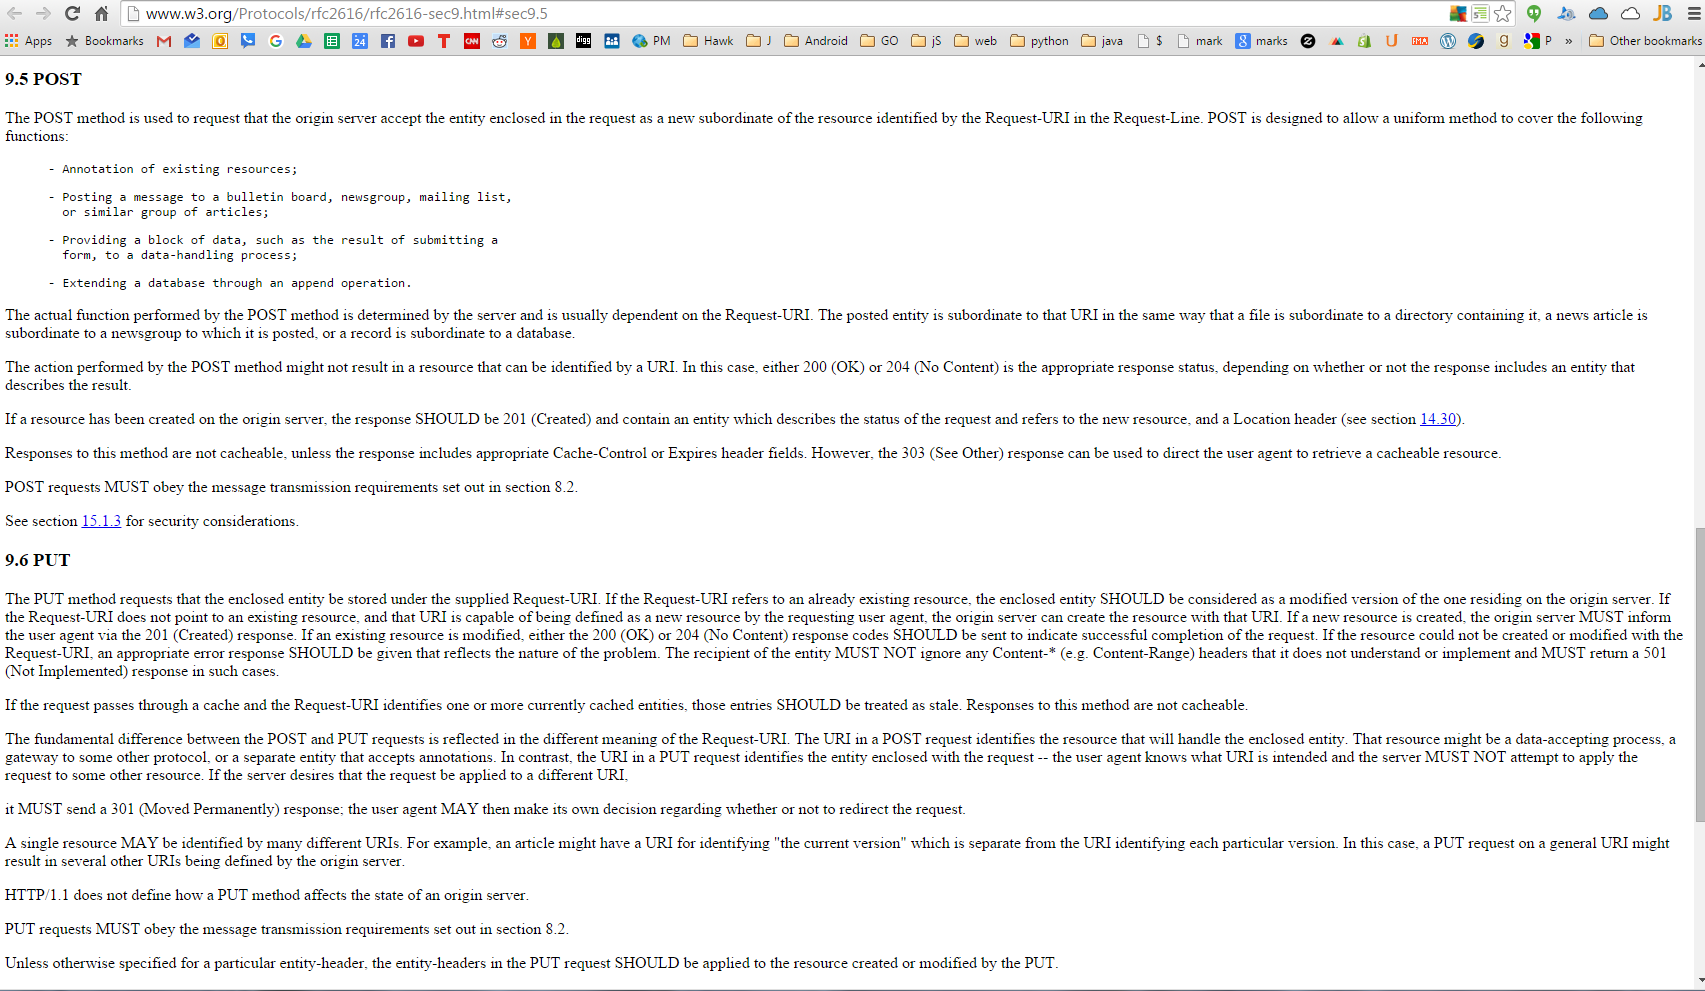 www.w3.org/Protocols/rfc2616/rfc2616-sec9.html#sec9.5
Apps Bookmarks 24 CNN digg PM Hawk J Android GO jS web python java $ mark marks P » Other bookmarks
9.5 POST
The POST method is used to request that the origin server accept the entity enclosed in the request as a new subordinate of the resource identified by the Request-URI in the Request-Line. POST is designed to allow a uniform method to cover the following
functions:
- Annotation of existing resources;
- Posting a message to a bulletin board, newsgroup, mailing list,
or similar group of articles;
- Providing a block of data, such as the result of submitting a
form, to a data-handling process;
- Extending a database through an append operation.
The actual function performed by the POST method is determined by the server and is usually dependent on the Request-URI. The posted entity is subordinate to that URI in the same way that a file is subordinate to a directory containing it, a news article is
subordinate to a newsgroup to which it is posted, or a record is subordinate to a database.
The action performed by the POST method might not result in a resource that can be identified by a URI. In this case, either 200 (OK) or 204 (No Content) is the appropriate response status, depending on whether or not the response includes an entity that
describes the result.
If a resource has been created on the origin server, the response SHOULD be 201 (Created) and contain an entity which describes the status of the request and refers to the new resource, and a Location header (see section 14.30).
Responses to this method are not cacheable, unless the response includes appropriate Cache-Control or Expires header fields. However, the 303 (See Other) response can be used to direct the user agent to retrieve a cacheable resource.
POST requests MUST obey the message transmission requirements set out in section 8.2.
See section 15.1.3 for security considerations.
9.6 PUT
The PUT method requests that the enclosed entity be stored under the supplied Request-URI. If the Request-URI refers to an already existing resource, the enclosed entity SHOULD be considered as a modified version of the one residing on the origin server. If
the Request-URI does not point to an existing resource, and that URI is capable of being defined as a new resource by the requesting user agent, the origin server can create the resource with that URI. If a new resource is created, the origin server MUST inform
the user agent via the 201 (Created) response. If an existing resource is modified, either the 200 (OK) or 204 (No Content) response codes SHOULD be sent to indicate successful completion of the request. If the resource could not be created or modified with the
Request-URI, an appropriate error response SHOULD be given that reflects the nature of the problem. The recipient of the entity MUST NOT ignore any Content-* (e.g. Content-Range) headers that it does not understand or implement and MUST return a 501
(Not Implemented) response in such cases.
If the request passes through a cache and the Request-URI identifies one or more currently cached entities, those entries SHOULD be treated as stale. Responses to this method are not cacheable.
The fundamental difference between the POST and PUT requests is reflected in the different meaning of the Request-URI. The URI in a POST request identifies the resource that will handle the enclosed entity. That resource might be a data-accepting process, a
gateway to some other protocol, or a separate entity that accepts annotations. In contrast, the URI in a PUT request identifies the entity enclosed with the request -- the user agent knows what URI is intended and the server MUST NOT attempt to apply the
request to some other resource. If the server desires that the request be applied to a different URI,
it MUST send a 301 (Moved Permanently) response; the user agent MAY then make its own decision regarding whether or not to redirect the request.
A single resource MAY be identified by many different URIs. For example, an article might have a URI for identifying "the current version" which is separate from the URI identifying each particular version. In this case, a PUT request on a general URI might
result in several other URIs being defined by the origin server.
HTTP/1.1 does not define how a PUT method affects the state of an origin server.
PUT requests MUST obey the message transmission requirements set out in section 8.2.
Unless otherwise specified for a particular entity-header, the entity-headers in the PUT request SHOULD be applied to the resource created or modified by the PUT.